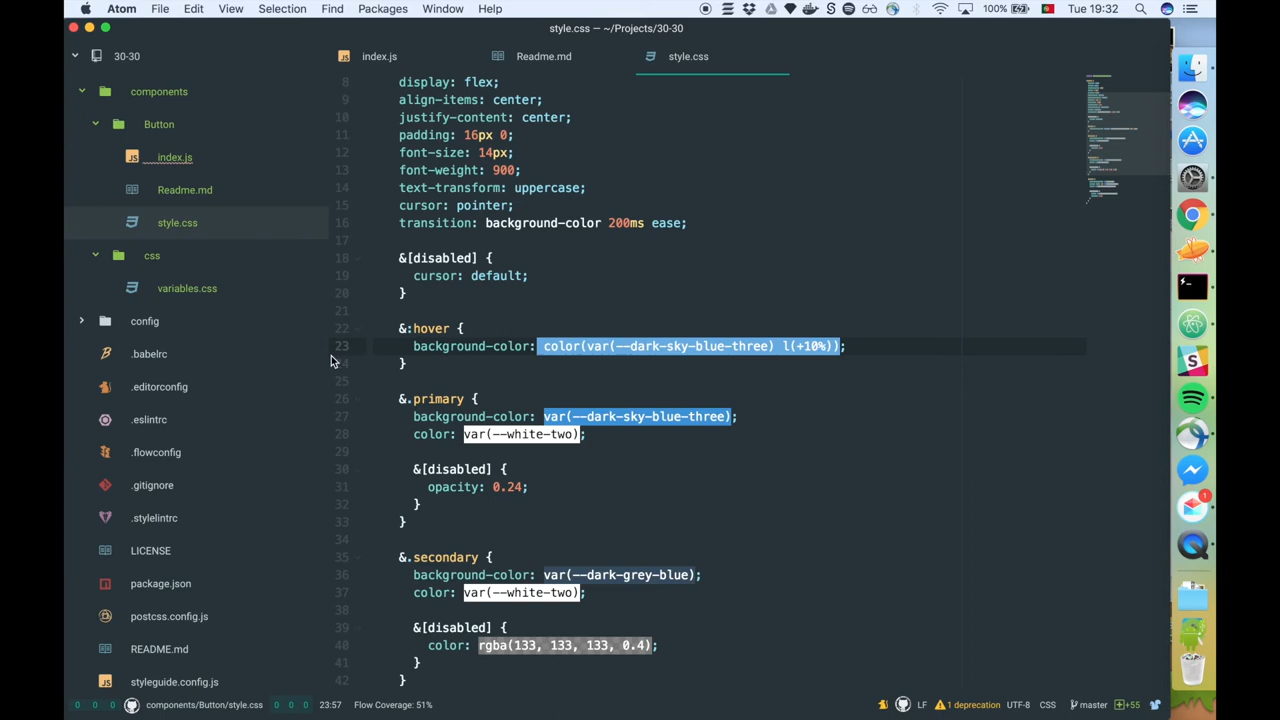 Atom File Edit View Selection Find Packages Window Help 100% Tue 19:32
style.css — ~/Projects/30-30
30-30
index.js
Readme.md
style.css
components
Button
index.js
Readme.md
style.css
css
variables.css
config
.babelrc
.editorconfig
.eslintrc
.flowconfig
.gitignore
.stylelintrc
LICENSE
package.json
postcss.config.js
README.md
styleguide.config.js
8 display: flex;
9 align-items: center;
10 justify-content: center;
11 padding: 16px 0;
12 font-size: 14px;
13 font-weight: 900;
14 text-transform: uppercase;
15 cursor: pointer;
16 transition: background-color 200ms ease;
17
18 &[disabled] {
19 cursor: default;
20 }
21
22 &:hover {
23 background-color: color(var(--dark-sky-blue-three) l(+10%));
24 }
25
26 &.primary {
27 background-color: var(--dark-sky-blue-three);
28 color: var(--white-two);
29
30 &[disabled] {
31 opacity: 0.24;
32 }
33 }
34
35 &.secondary {
36 background-color: var(--dark-grey-blue);
37 color: var(--white-two);
38
39 &[disabled] {
40 color: rgba(133, 133, 133, 0.4);
41 }
42 }
0 0 0 components/Button/style.css 0 0 0 23:57 Flow Coverage: 51% LF 1 deprecation UTF-8 CSS master +55
1